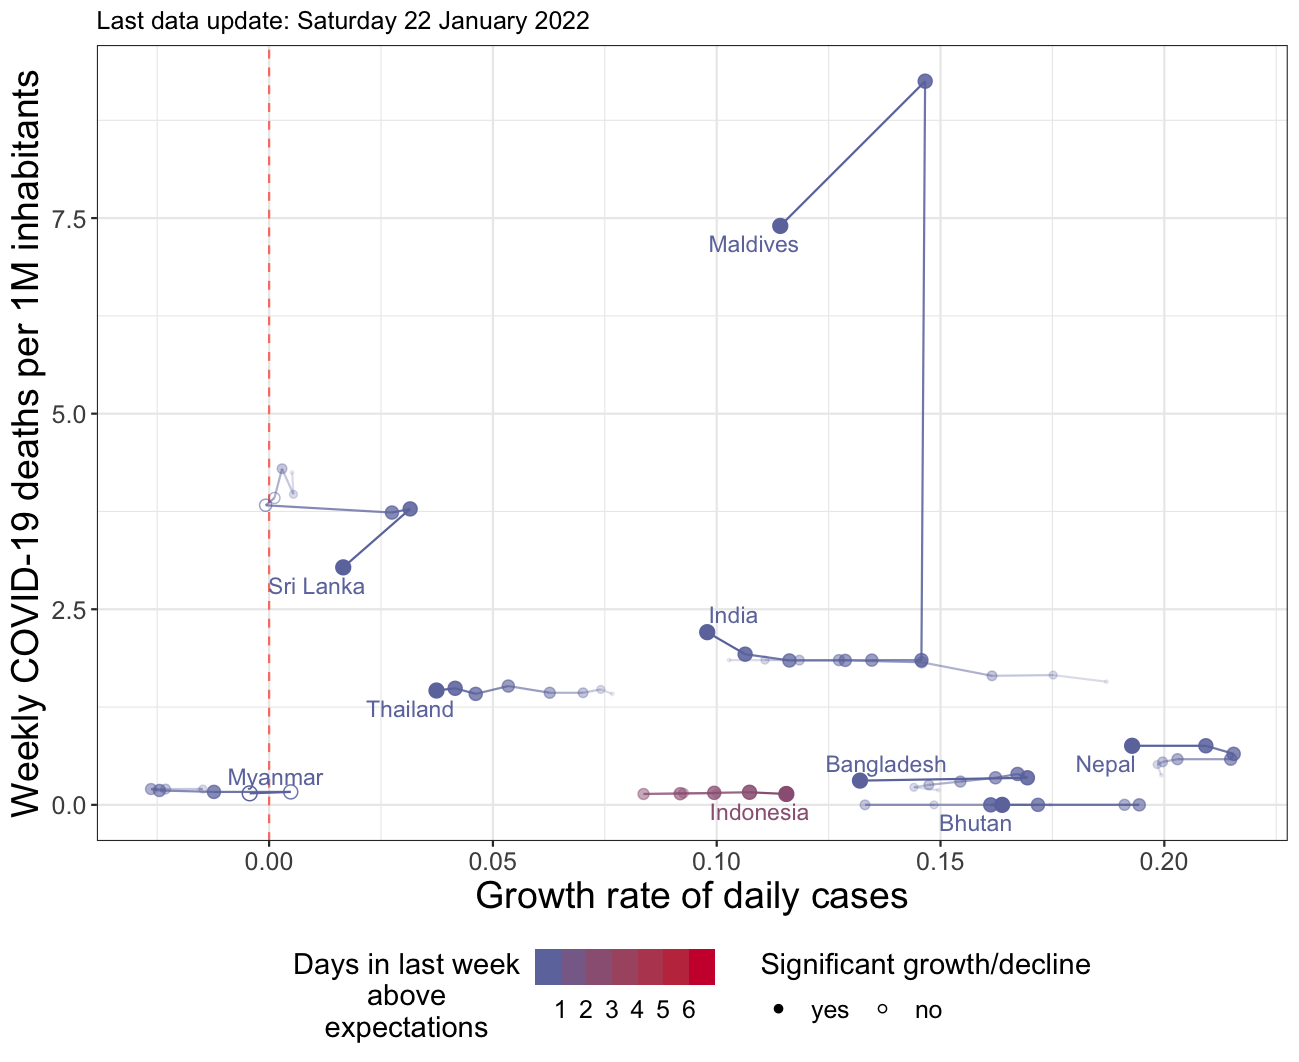 Last data update: Saturday 22 January 2022
Weekly COVID-19 deaths per 1M inhabitants
7.5
5.0
2.5
0.0
Maldives
Sri Lanka
India
Thailand
Myanmar
Bangladesh
Nepal
Indonesia
Bhutan
0.00 0.05 0.10 0.15 0.20
Growth rate of daily cases
Days in last week
above
expectations
1 2 3 4 5 6
Significant growth/decline
yes no